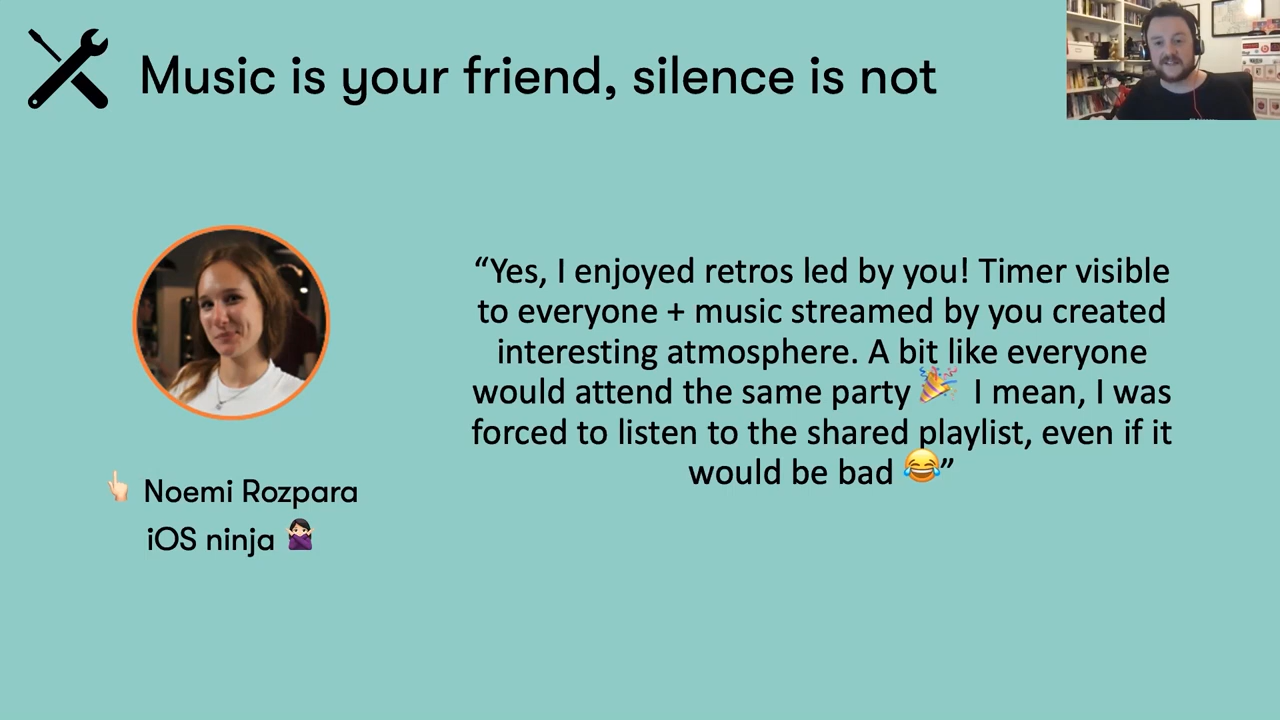 Music is your friend, silence is not
“Yes, I enjoyed retros led by you! Timer visible
to everyone + music streamed by you created
interesting atmosphere. A bit like everyone
would attend the same party 🎉 I mean, I was
forced to listen to the shared playlist, even if it
would be bad 😂”
👆🏻 Noemi Rozpara
iOS ninja 🙅🏻‍♀️